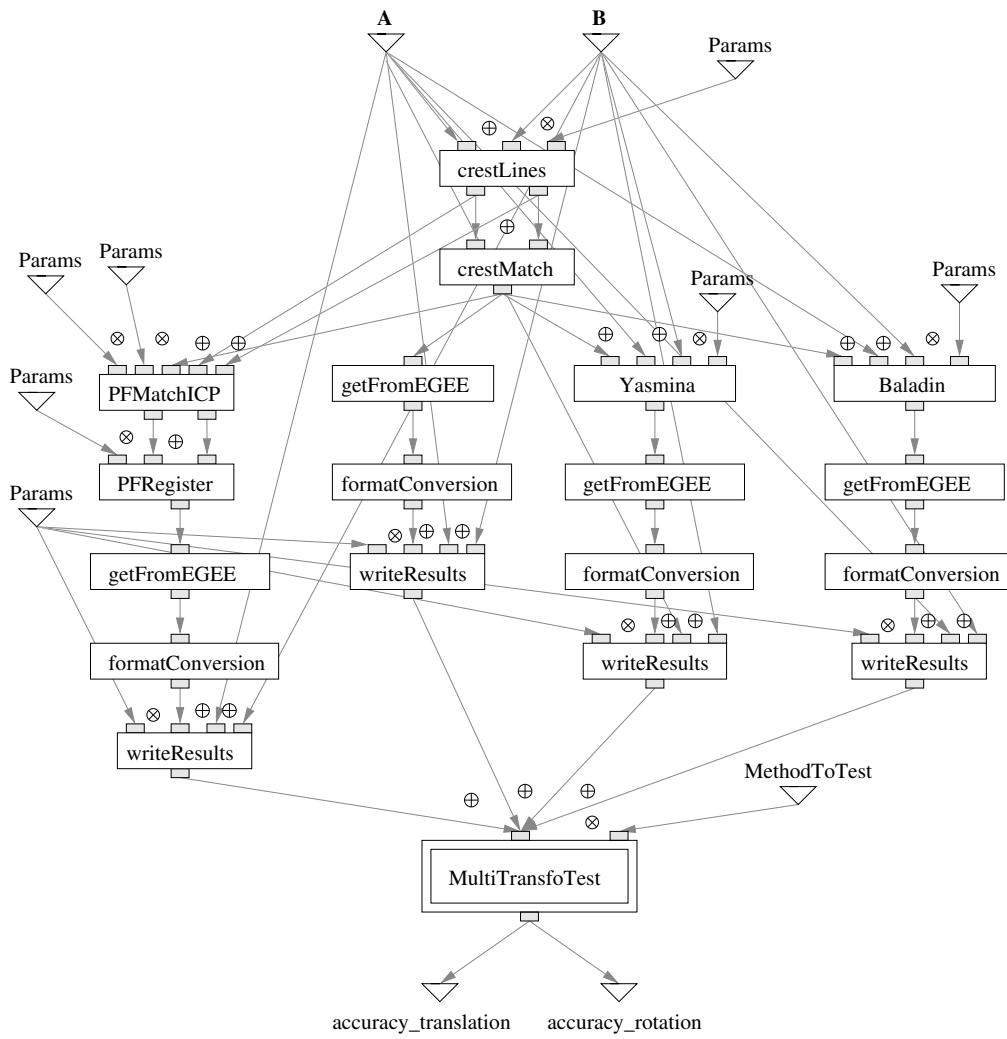 A
B
Params
crestLines
crestMatch
Params
Params
Params
Params
PFMatchICP
getFromEGEE
Yasmina
Baladin
Params
PFRegister
formatConversion
getFromEGEE
getFromEGEE
Params
getFromEGEE
writeResults
formatConversion
formatConversion
formatConversion
writeResults
writeResults
writeResults
MethodToTest
MultiTransfoTest
accuracy_translation
accuracy_rotation